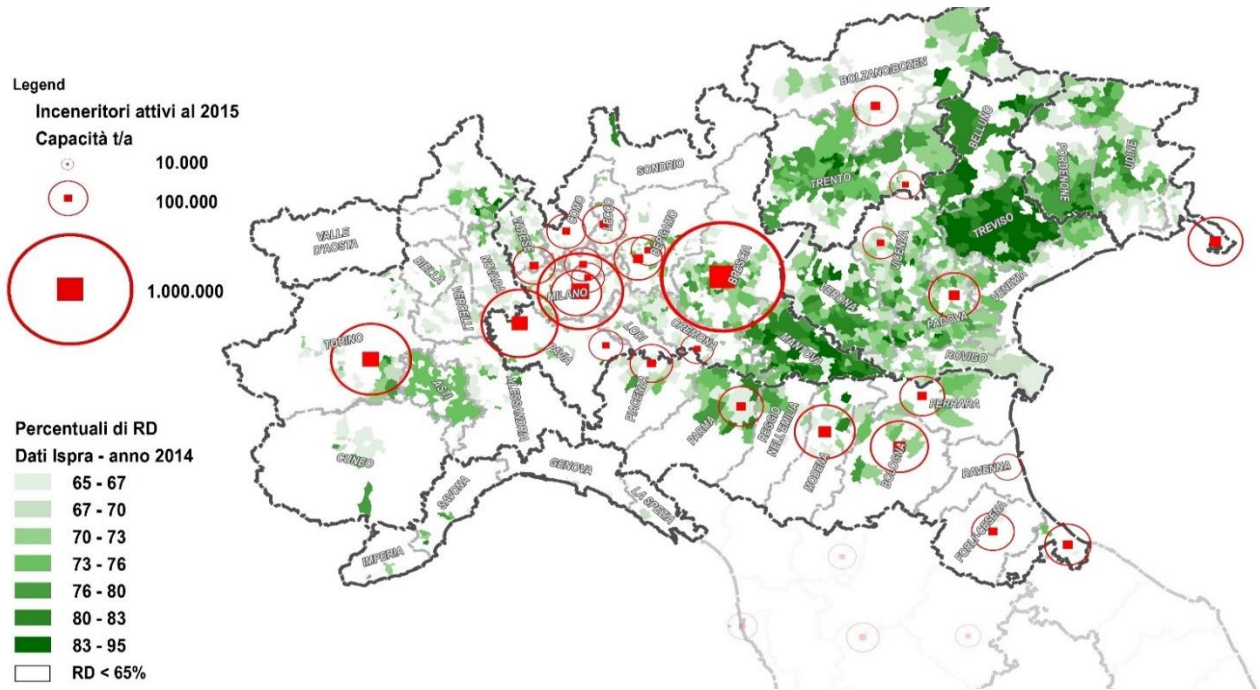 Legend
Inceneritori attivi al 2015
Capacità t/a
10.000
100.000
1.000.000
Percentuali di RD
Dati Ispra - anno 2014
65 - 67
67 - 70
70 - 73
73 - 76
76 - 80
80 - 83
83 - 95
RD < 65%
BOLZANO/BOZEN
SONDRIO
TRENTO
BELLUNO
PORDENONE
UDINE
VALLE
D'AOSTA
VARESE
COMO
LECCO
BERGAMO
BRESCIA
VICENZA
TREVISO
VENEZIA
BIELLA
NOVARA
VERCELLI
MILANO
LODI
CREMONA
MANTOVA
VERONA
PADOVA
ROVIGO
TORINO
ASTI
PAVIA
ALESSANDRIA
PIACENZA
PARMA
REGGIO
NELL'EMILIA
MODENA
BOLOGNA
FERRARA
RAVENNA
FORLI'-CESENA
CUNEO
SAVONA
GENOVA
LA SPEZIA
IMPERIA